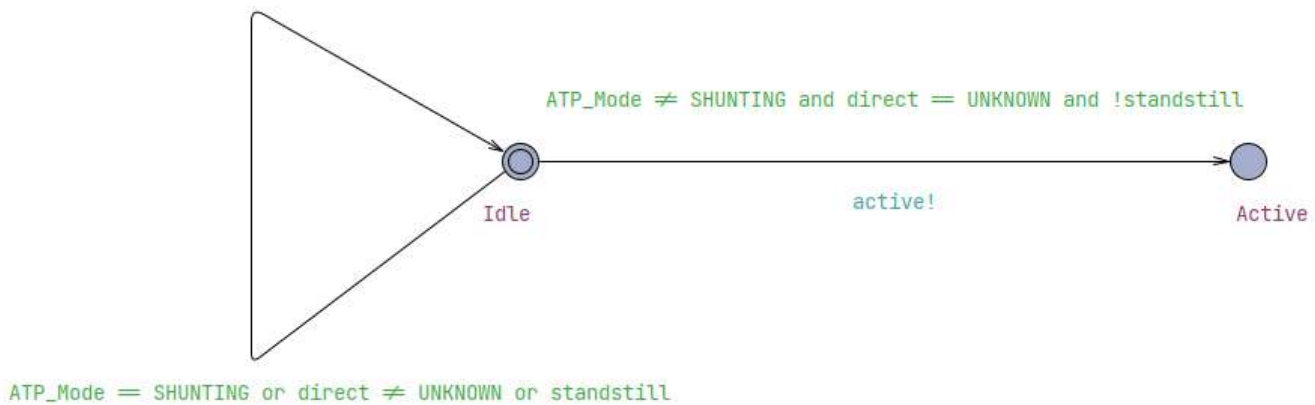 ATP_Mode ≠ SHUNTING and direct == UNKNOWN and !standstill
active!
Idle
Active
ATP_Mode == SHUNTING or direct ≠ UNKNOWN or standstill